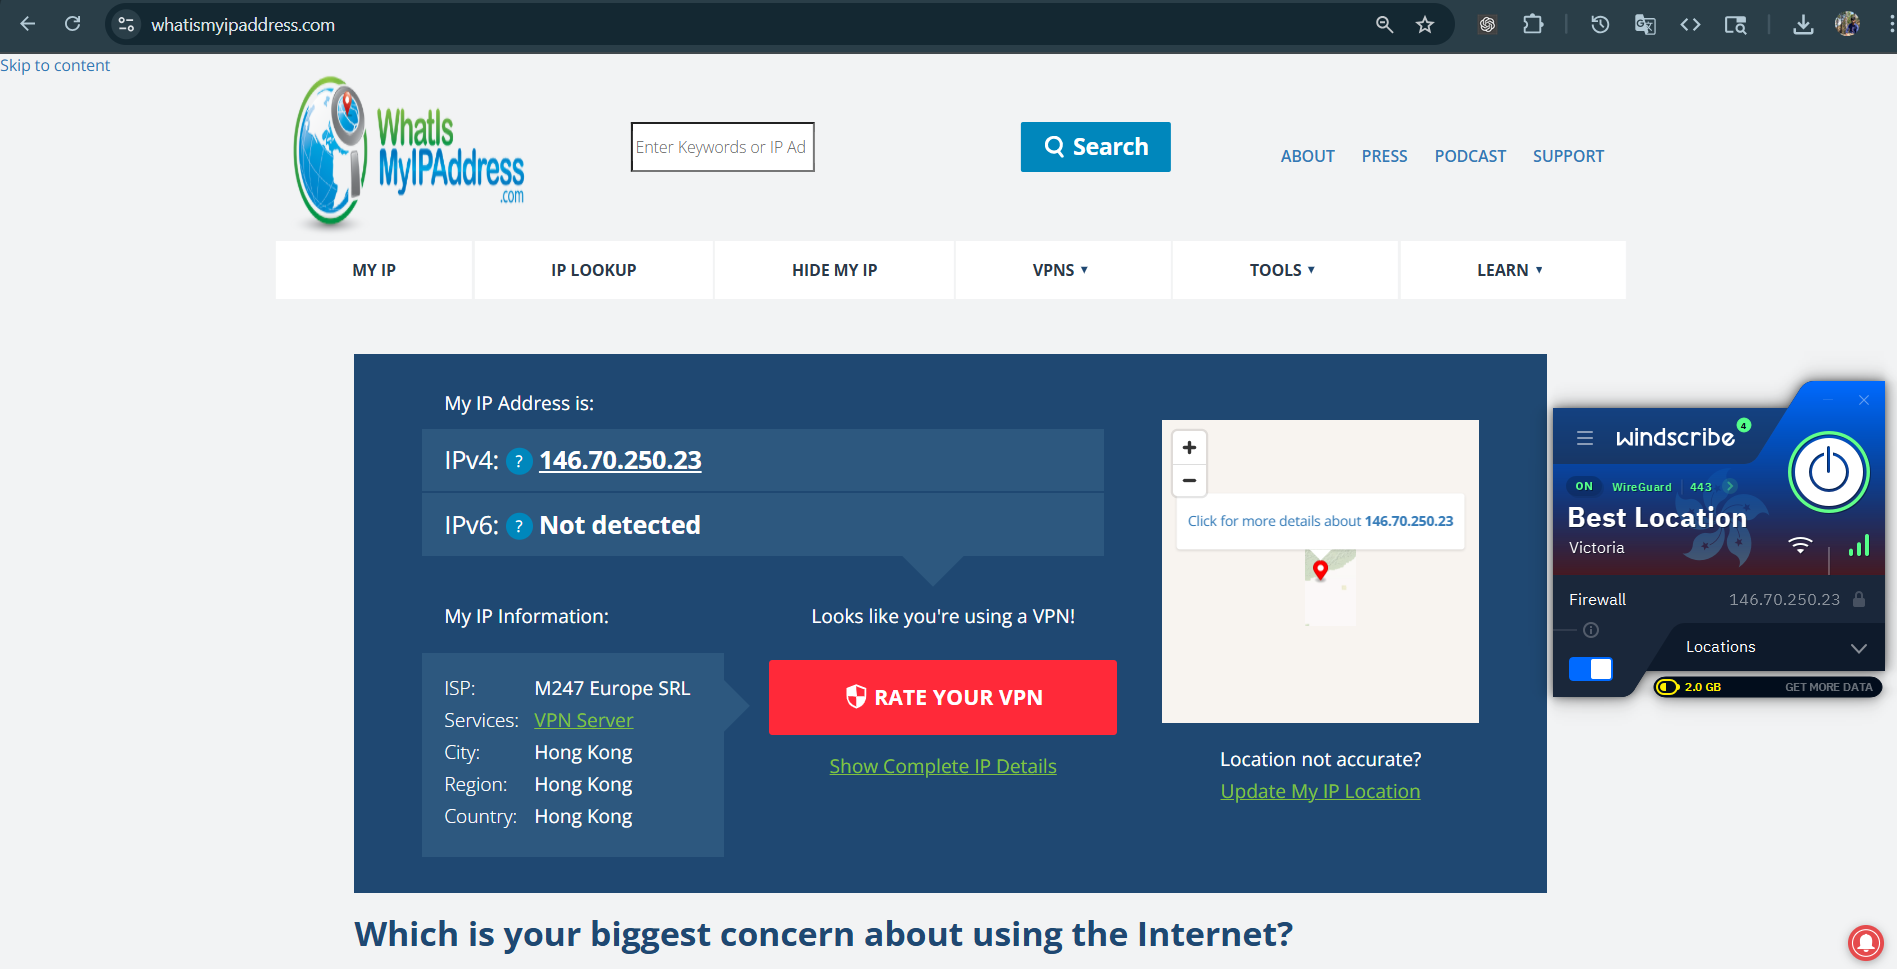 whatismyipaddress.com
Skip to content
WhatIs
MyIPAddress
.com
Enter Keywords or IP Ad
Search
ABOUT PRESS PODCAST SUPPORT
MY IP IP LOOKUP HIDE MY IP VPNS TOOLS LEARN
My IP Address is:
IPv4: ? 146.70.250.23
IPv6: ? Not detected
My IP Information:
Looks like you're using a VPN!
ISP: M247 Europe SRL
Services: VPN Server
City: Hong Kong
Region: Hong Kong
Country: Hong Kong
RATE YOUR VPN
Show Complete IP Details
+
−
Click for more details about 146.70.250.23
Location not accurate?
Update My IP Location
windscribe 4
ON WireGuard 443
Best Location
Victoria
Firewall 146.70.250.23
Locations
2.0 GB GET MORE DATA
Which is your biggest concern about using the Internet?